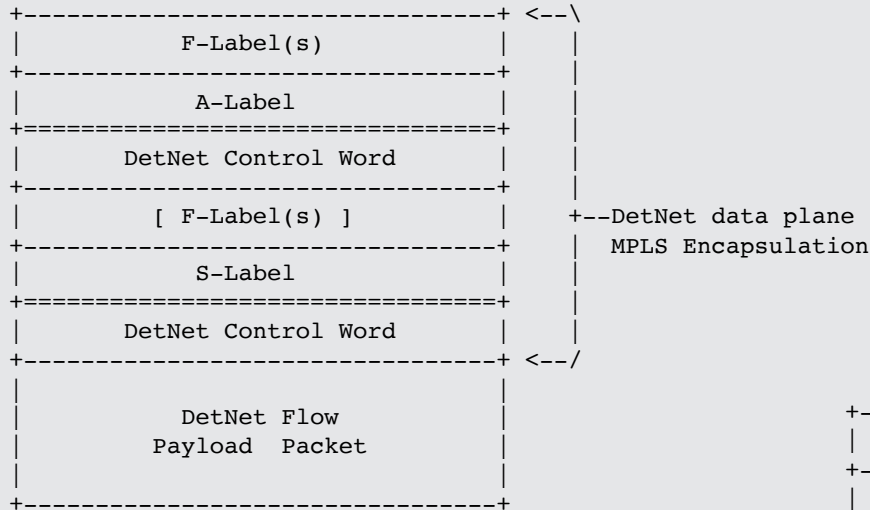 +---------------------------------+ <--\
|           F-Label(s)            |    |
+---------------------------------+    |
|            A-Label              |    |
+=================================+    |
|       DetNet Control Word       |    |
+---------------------------------+    |
|         [ F-Label(s) ]          |    +--DetNet data plane
+---------------------------------+    |  MPLS Encapsulation
|            S-Label              |    |
+=================================+    |
|       DetNet Control Word       |    |
+---------------------------------+ <--/
|                                 |
|           DetNet Flow           |                       +-
|         Payload  Packet         |                       |
|                                 |                       +-
+---------------------------------+                       |